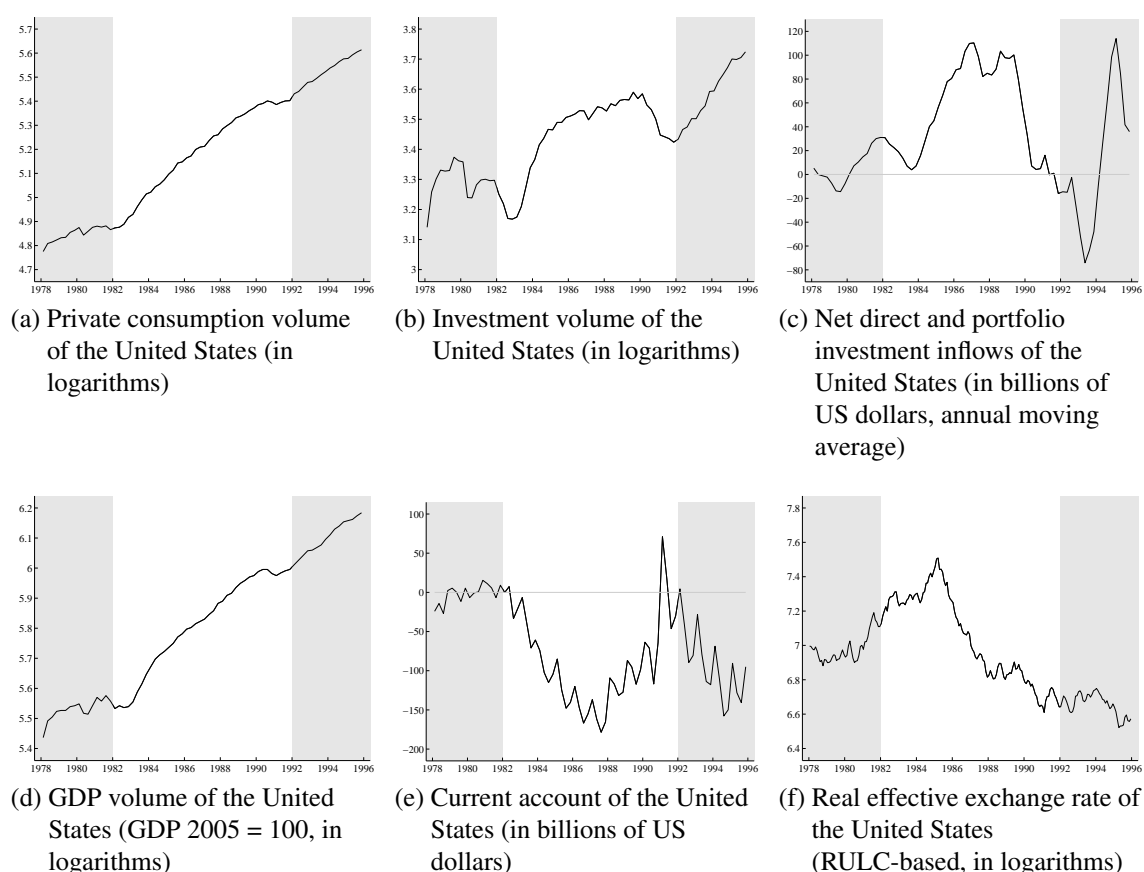 5.7
5.6
5.5
5.4
5.3
5.2
5.1
5
4.9
4.8
4.7
1978 1980 1982 1984 1986 1988 1990 1992 1994 1996
3.8
3.7
3.6
3.5
3.4
3.3
3.2
3.1
3
1978 1980 1982 1984 1986 1988 1990 1992 1994 1996
120
100
80
60
40
20
0
−20
−40
−60
−80
1978 1980 1982 1984 1986 1988 1990 1992 1994 1996
(a) Private consumption volume
of the United States (in
logarithms)
(b) Investment volume of the
United States (in logarithms)
(c) Net direct and portfolio
investment inflows of the
United States (in billions of
US dollars, annual moving
average)
6.2
6.1
6
5.9
5.8
5.7
5.6
5.5
5.4
1978 1980 1982 1984 1986 1988 1990 1992 1994 1996
100
50
0
−50
−100
−150
−200
1978 1980 1982 1984 1986 1988 1990 1992 1994 1996
7.8
7.6
7.4
7.2
7
6.8
6.6
6.4
1978 1980 1982 1984 1986 1988 1990 1992 1994 1996
(d) GDP volume of the United
States (GDP 2005 = 100, in
logarithms)
(e) Current account of the United
States (in billions of US
dollars)
(f) Real effective exchange rate of
the United States
(RULC-based, in logarithms)